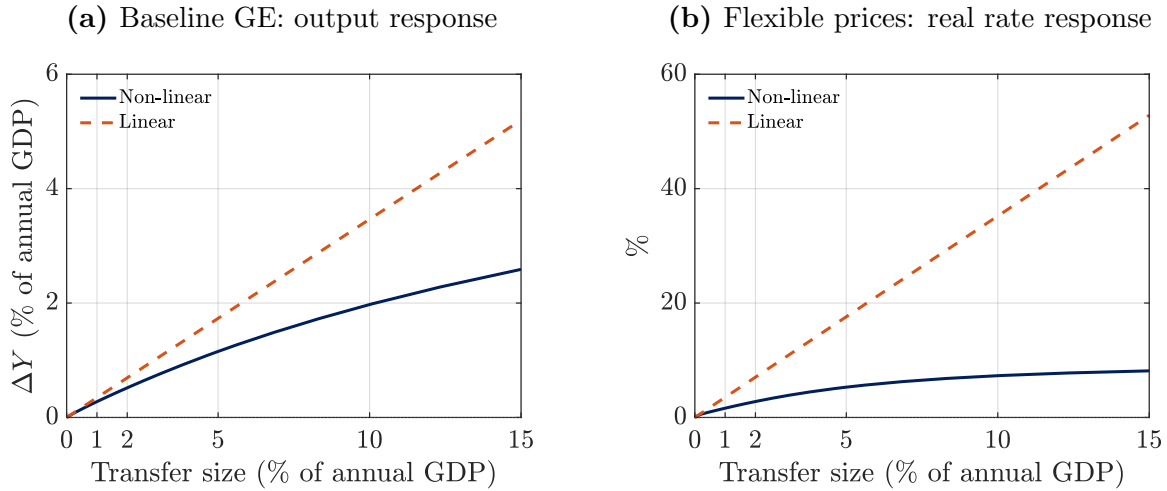 (a) Baseline GE: output response
6
4
2
0
ΔY (% of annual GDP)
Non-linear
Linear
0 1 2 5 10 15
Transfer size (% of annual GDP)
(b) Flexible prices: real rate response
60
40
20
0
%
Non-linear
Linear
0 1 2 5 10 15
Transfer size (% of annual GDP)